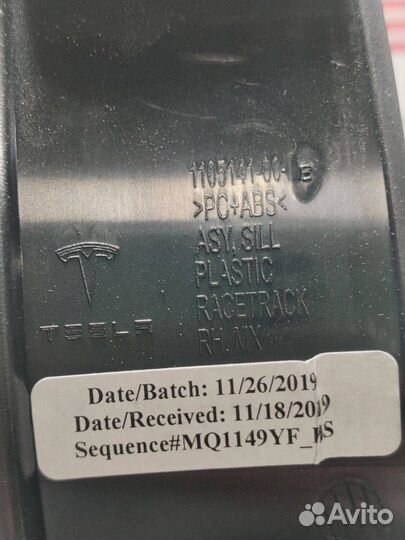 1105141-00- E
>PC+ABS<
ASY, SILL
PLASTIC
RACETRACK
RH, MX
TESLA
Date/Batch: 11/26/2019
Date/Received: 11/18/2019
Sequence#MQ1149YF_
Avito